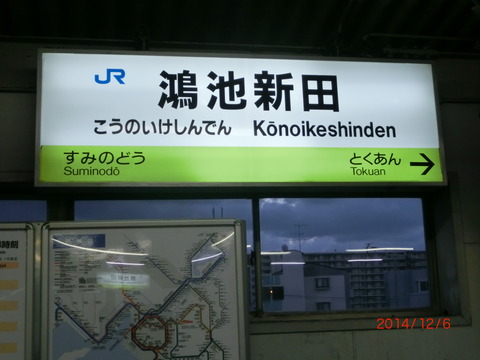 JR 鴻池新田
こうのいけしんでん Kōnoikeshinden
すみのどう とくあん →
Suminodō Tokuan
2014/12/6